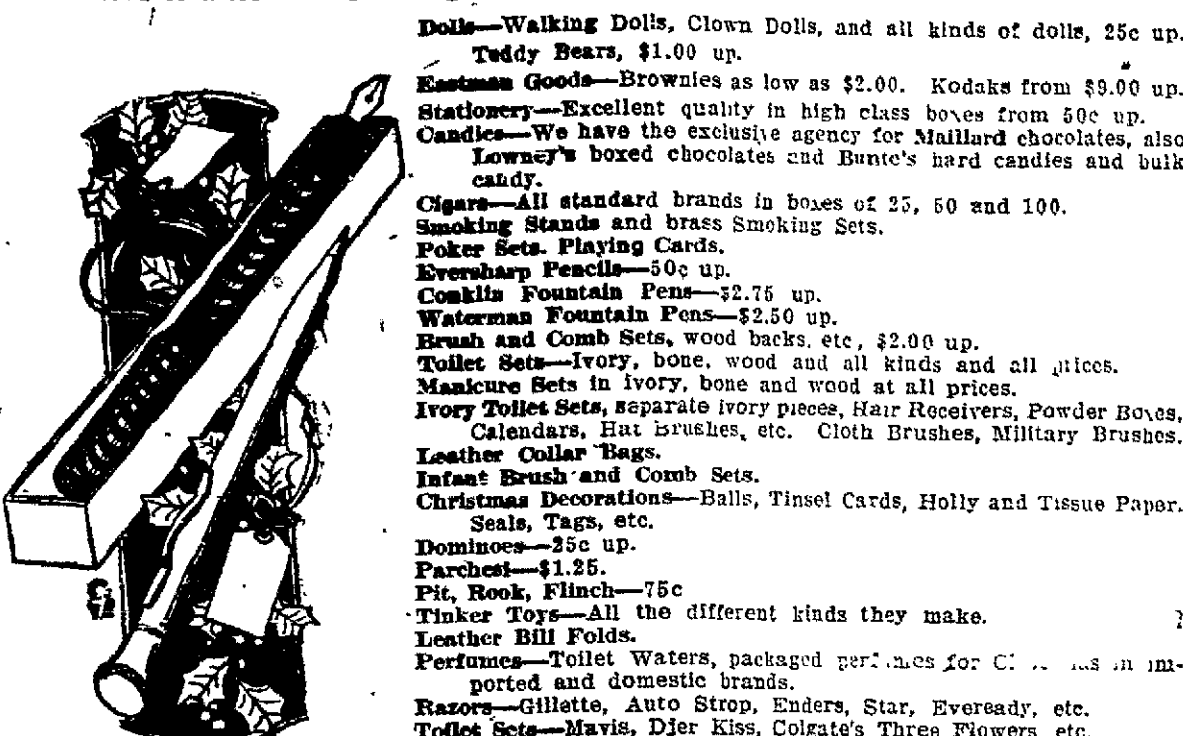 Dolls—Walking Dolls, Clown Dolls, and all kinds of dolls, 25c up.
Teddy Bears, $1.00 up.
Eastman Goods—Brownies as low as $2.00. Kodaks from $9.00 up.
Stationery—Excellent quality in high class boxes from 50c up.
Candies—We have the exclusive agency for Maillard chocolates, also
Lowney's boxed chocolates and Bunte's hard candies and bulk
candy.
Cigars—All standard brands in boxes of 25, 50 and 100.
Smoking Stands and brass Smoking Sets.
Poker Sets. Playing Cards.
Eversharp Pencils—50c up.
Conklin Fountain Pens—$2.75 up.
Waterman Fountain Pens—$2.50 up.
Brush and Comb Sets, wood backs, etc, $2.00 up.
Toilet Sets—Ivory, bone, wood and all kinds and all prices.
Manicure Sets in Ivory, bone and wood at all prices.
Ivory Toilet Sets, separate ivory pieces, Hair Receivers, Powder Boxes,
Calendars, Hat Brushes, etc. Cloth Brushes, Military Brushes.
Leather Collar Bags.
Infant Brush and Comb Sets.
Christmas Decorations—Balls, Tinsel Cards, Holly and Tissue Paper.
Seals, Tags, etc.
Dominoes—25c up.
Parchesi—$1.25.
Pit, Rook, Flinch—75c
Tinker Toys—All the different kinds they make.
Leather Bill Folds.
Perfumes—Toilet Waters, packaged perfumes for in im-
ported and domestic brands.
Razors—Gillette, Auto Strop, Enders, Star, Eveready, etc.
Toilet Sets—Mavis, Djer Kiss, Colgate's Three Flowers, etc.